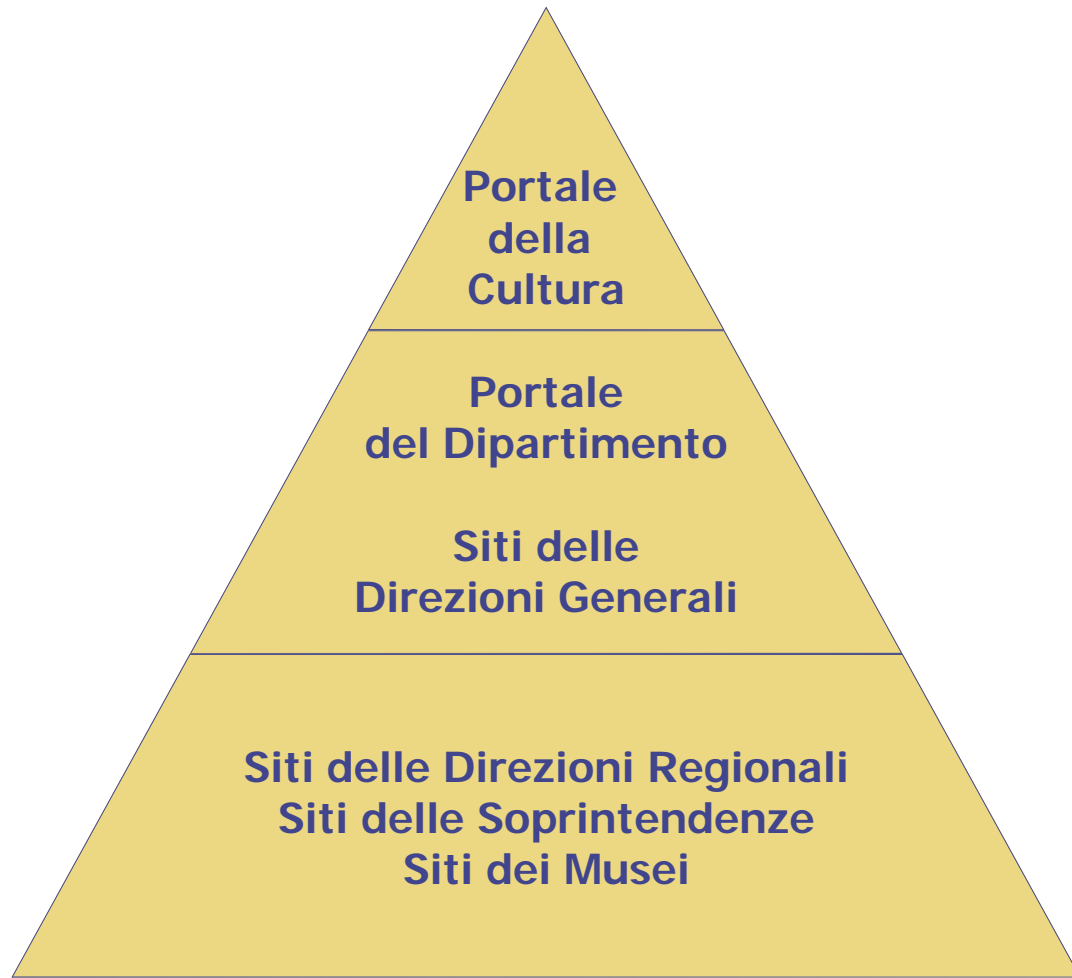 Portale
della
Cultura
Portale
del Dipartimento
Siti delle
Direzioni Generali
Siti delle Direzioni Regionali
Siti delle Soprintendenze
Siti dei Musei